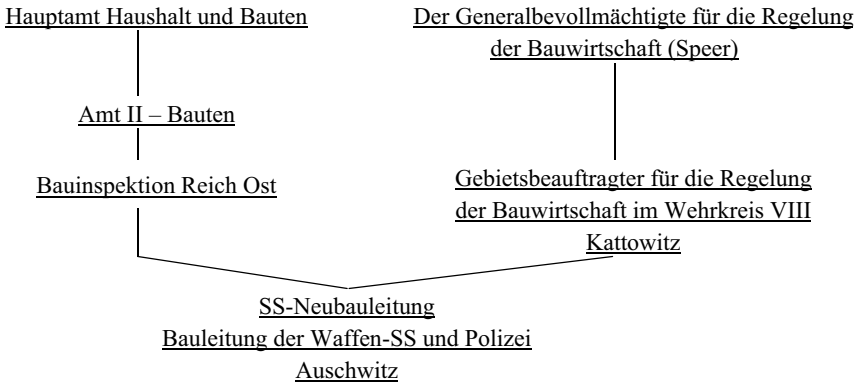 Hauptamt Haushalt und Bauten
Der Generalbevollmächtigte für die Regelung
der Bauwirtschaft (Speer)
Amt II – Bauten
Bauinspektion Reich Ost
Gebietsbeauftragter für die Regelung
der Bauwirtschaft im Wehrkreis VIII
Kattowitz
SS-Neubauleitung
Bauleitung der Waffen-SS und Polizei
Auschwitz